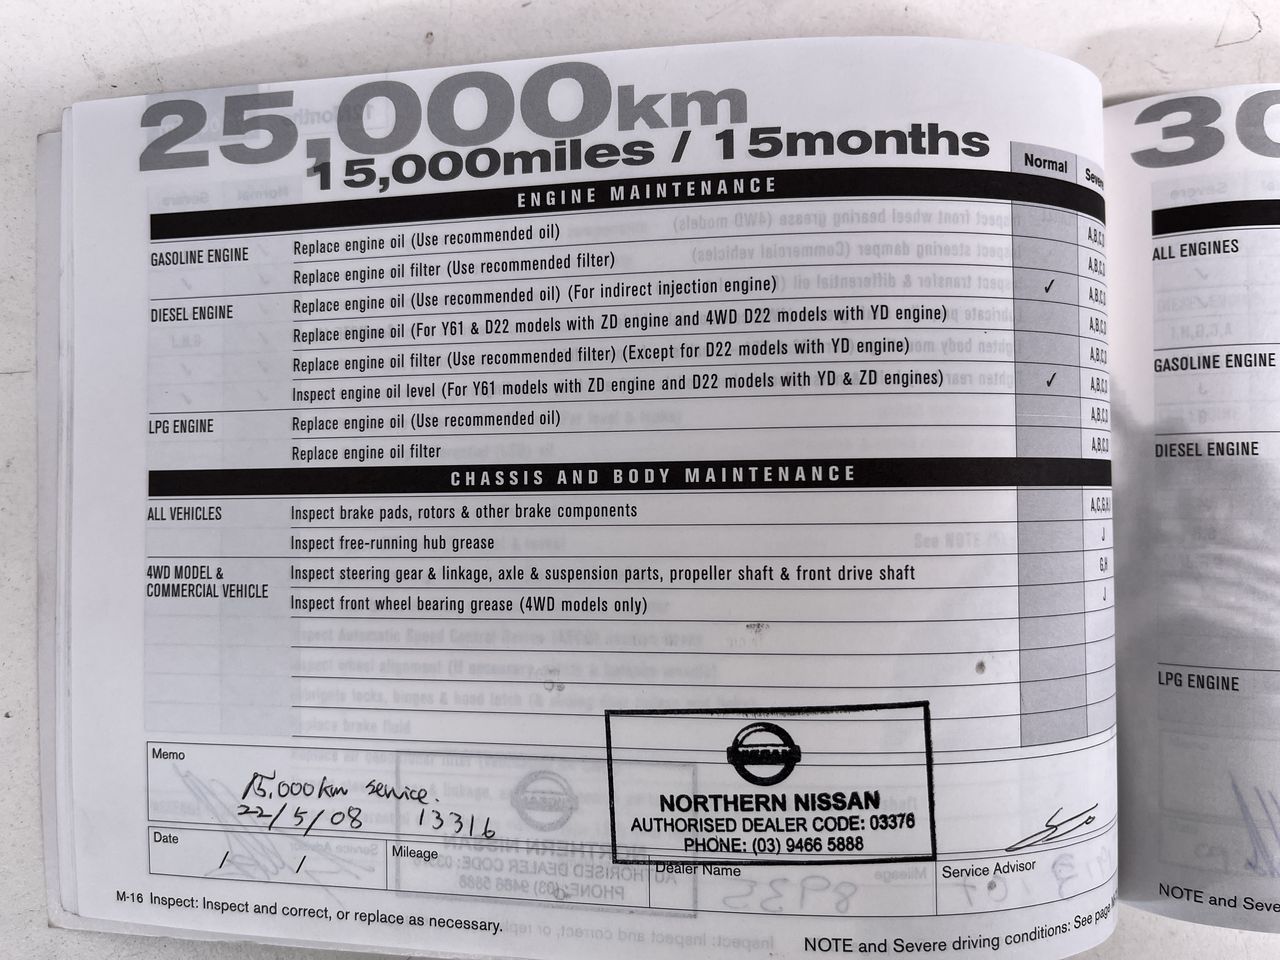 25,000km
15,000miles / 15months
Normal Severe
ENGINE MAINTENANCE
GASOLINE ENGINE Replace engine oil (Use recommended oil) A,B,C,D
Replace engine oil filter (Use recommended filter) A,B,C,D
DIESEL ENGINE Replace engine oil (Use recommended oil) (For indirect injection engine) ✓ A,B,C,D
Replace engine oil (For Y61 & D22 models with ZD engine and 4WD D22 models with YD engine) A,B,C,D
Replace engine oil filter (Use recommended filter) (Except for D22 models with YD engine) A,B,C,D
Inspect engine oil level (For Y61 models with ZD engine and D22 models with YD & ZD engines) ✓ A,B,C,D
LPG ENGINE Replace engine oil (Use recommended oil) A,B,C,D
Replace engine oil filter A,B,C,D
CHASSIS AND BODY MAINTENANCE
ALL VEHICLES Inspect brake pads, rotors & other brake components A,C,G,H
Inspect free-running hub grease J
4WD MODEL & COMMERCIAL VEHICLE Inspect steering gear & linkage, axle & suspension parts, propeller shaft & front drive shaft G,H
Inspect front wheel bearing grease (4WD models only) J
Memo
15,000km service.
22/5/08 13316
NISSAN
NORTHERN NISSAN
AUTHORISED DEALER CODE: 03376
PHONE: (03) 9466 5888
Date / /
Mileage
Dealer Name
Service Advisor
M-16 Inspect: Inspect and correct, or replace as necessary.
NOTE and Severe driving conditions: See page
30
ALL ENGINES
GASOLINE ENGINE
DIESEL ENGINE
LPG ENGINE
NOTE and Seve